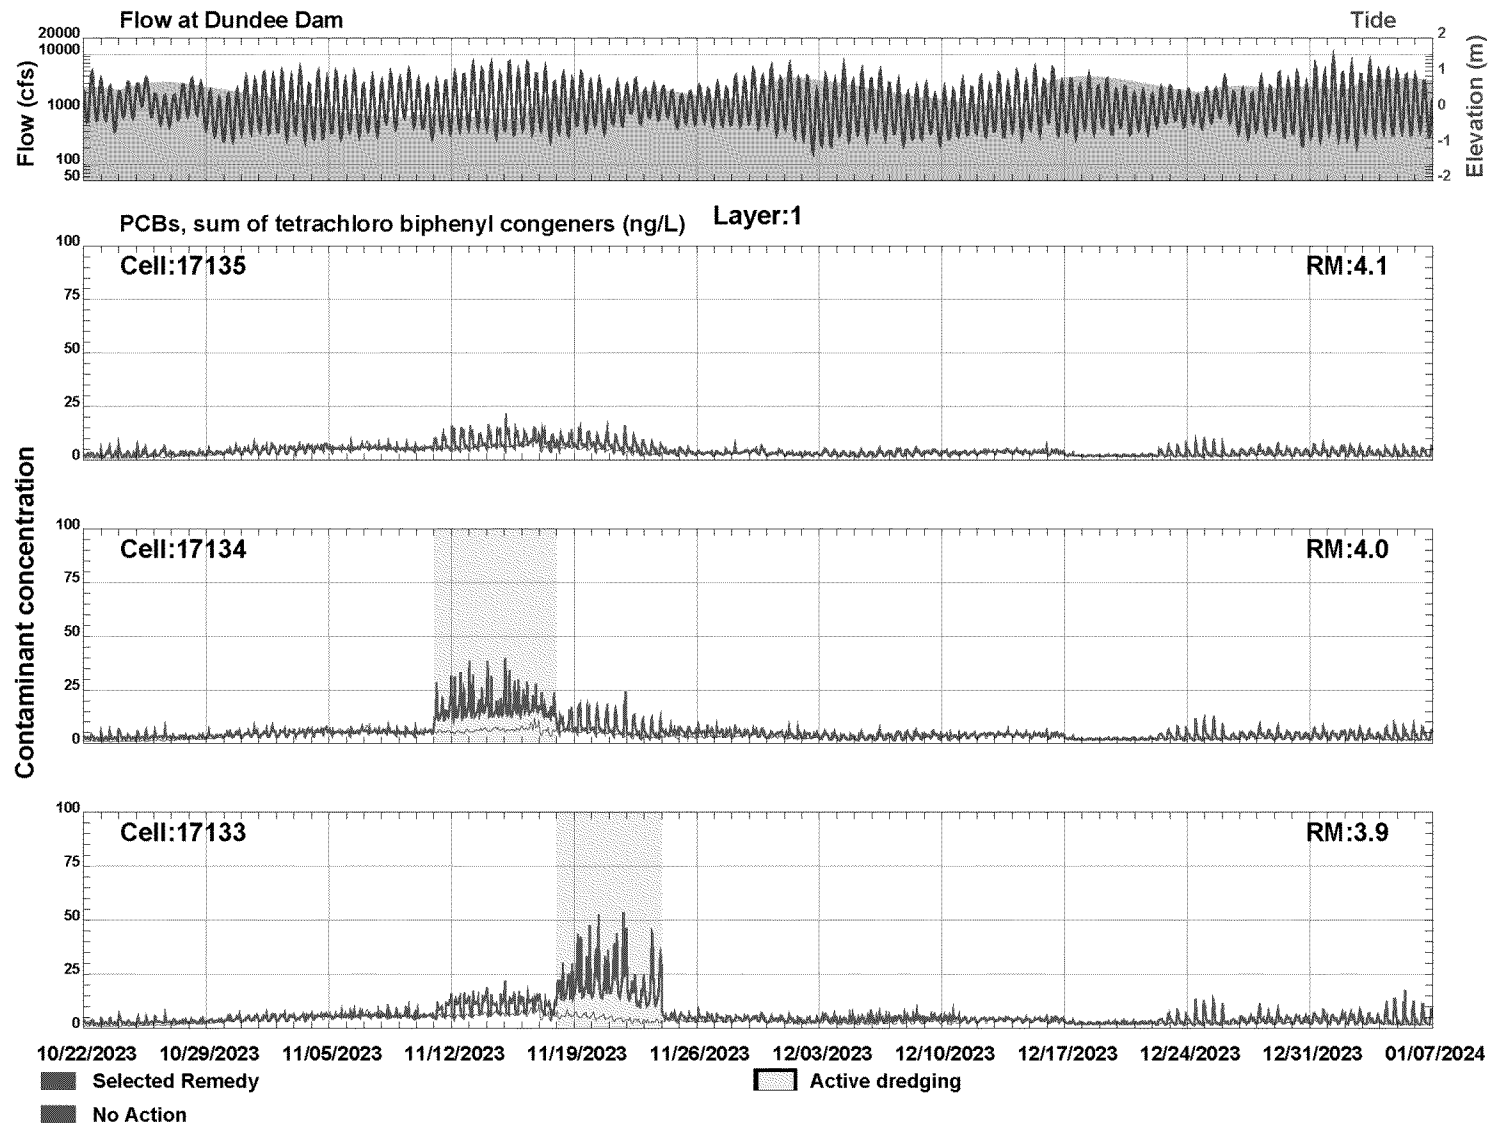 Flow at Dundee Dam
Tide
20000
10000
1000
100
50
Flow (cfs)
2
1
0
-1
-2
Elevation (m)
PCBs, sum of tetrachloro biphenyl congeners (ng/L)
Layer:1
Contaminant concentration
100
75
50
25
0
Cell:17135
RM:4.1
100
75
50
25
0
Cell:17134
RM:4.0
100
75
50
25
0
Cell:17133
RM:3.9
10/22/2023 10/29/2023 11/05/2023 11/12/2023 11/19/2023 11/26/2023 12/03/2023 12/10/2023 12/17/2023 12/24/2023 12/31/2023 01/07/2024
Selected Remedy
Active dredging
No Action